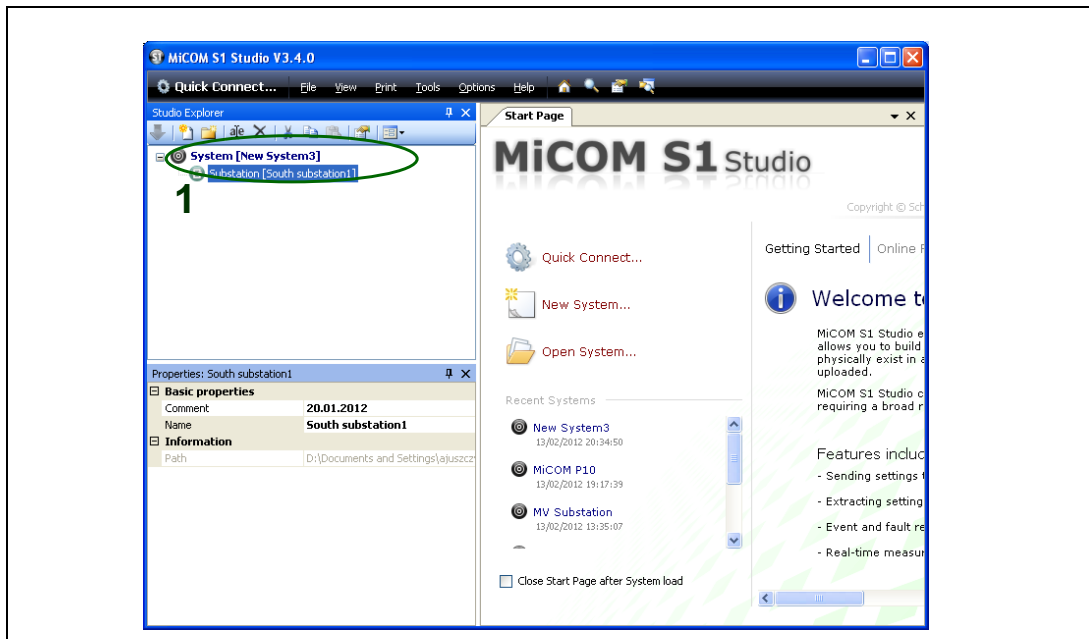 MiCOM S1 Studio V3.4.0
Quick Connect... File View Print Tools Options Help
Studio Explorer
System [New System3]
Substation [South substation1]
1
Properties: South substation1
Basic properties
Comment 20.01.2012
Name South substation1
Information
Path D:\Documents and Settings\ajuszcz
Start Page
MiCOM S1 Studio
Copyright © Sch
Quick Connect...
New System...
Open System...
Recent Systems
New System3
13/02/2012 20:34:50
MiCOM P10
13/02/2012 19:17:39
MV Substation
13/02/2012 13:35:07
Close Start Page after System load
Getting Started Online
Welcome to
MiCOM S1 Studio e
allows you to build
physically exist in a
uploaded.
MiCOM S1 Studio c
requiring a broad r
Features includ
- Sending settings t
- Extracting setting
- Event and fault re
- Real-time measur